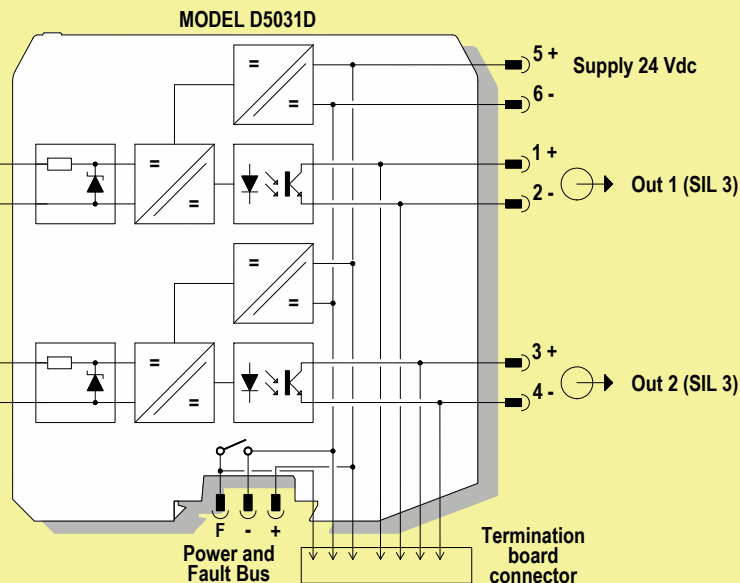 MODEL D5031D
5 +
Supply 24 Vdc
6 -
1 +
2 -
Out 1 (SIL 3)
3 +
4 -
Out 2 (SIL 3)
F - +
Power and
Fault Bus
Termination
board
connector